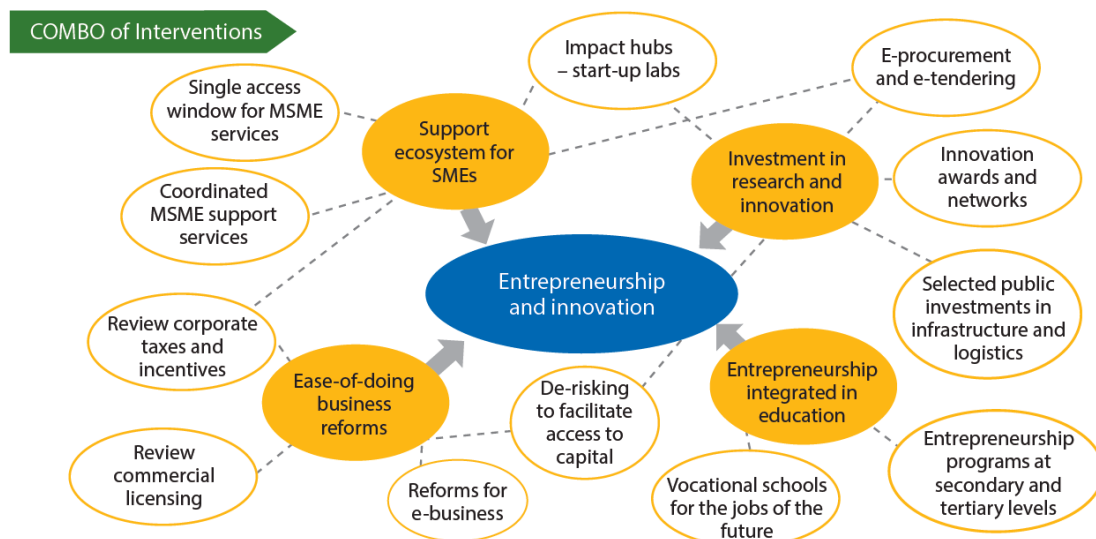 COMBO of Interventions
Impact hubs
– start-up labs
E-procurement
and e-tendering
Single access
window for MSME
services
Support
ecosystem for
SMEs
Investment in
research and
innovation
Innovation
awards and
networks
Coordinated
MSME support
services
Entrepreneurship
and innovation
Selected public
investments in
infrastructure and
logistics
Review corporate
taxes and
incentives
Ease-of-doing
business
reforms
De-risking
to facilitate
access to
capital
Entrepreneurship
integrated in
education
Review
commercial
licensing
Reforms for
e-business
Vocational schools
for the jobs of the
future
Entrepreneurship
programs at
secondary and
tertiary levels